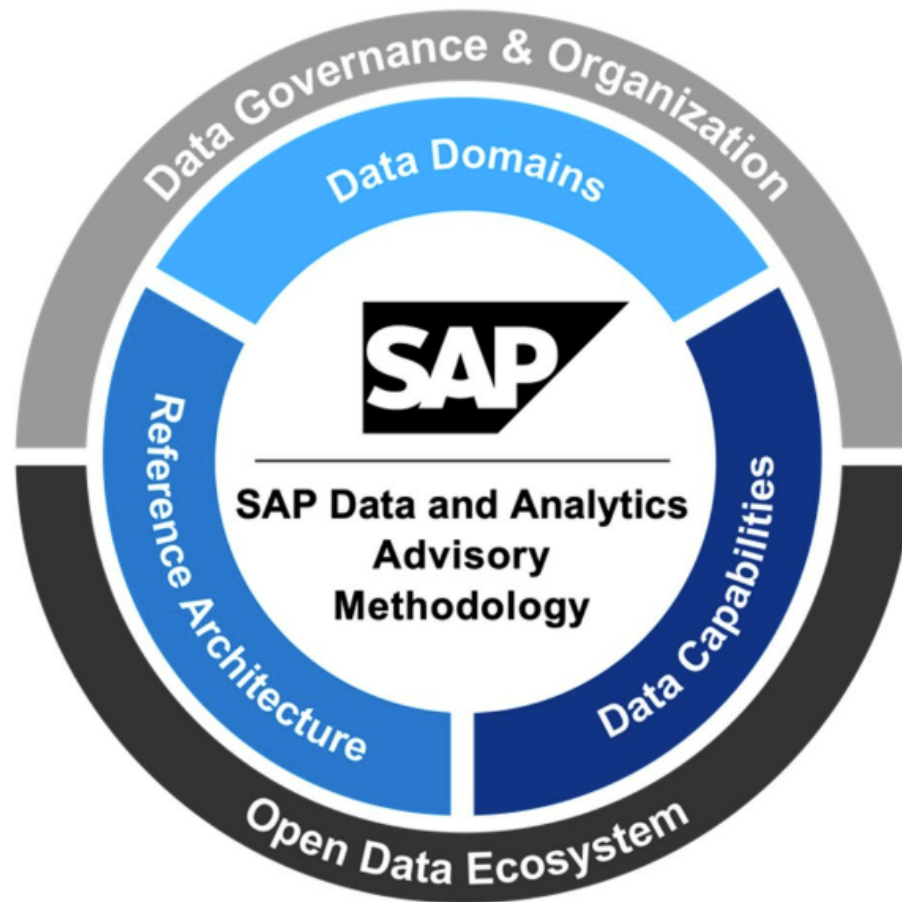 Data Governance & Organization
Data Domains
SAP
SAP Data and Analytics
Advisory
Methodology
Reference Architecture
Data Capabilities
Open Data Ecosystem